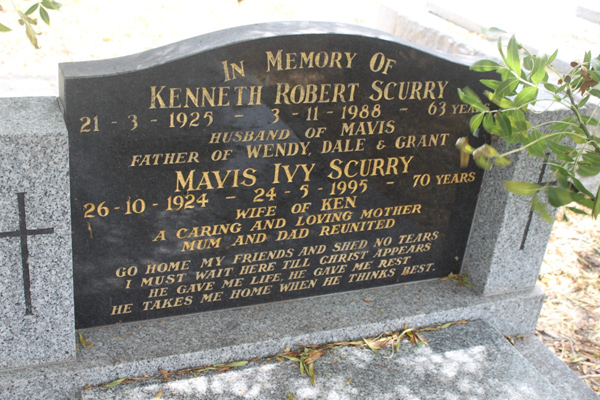 In Memory Of
Kenneth Robert Scurry
21 - 3 - 1925 - 3 - 11 - 1988 - 63 years
Husband of Mavis
Father of Wendy, Dale & Grant
Mavis Ivy Scurry
26 - 10 - 1924 - 24 - 5 - 1995 - 70 years
Wife of Ken
A caring and loving mother
Mum and Dad reunited
Go home my friends and shed no tears
I must wait here till Christ appears
He gave me life, He gave me rest
He takes me home when He thinks best.